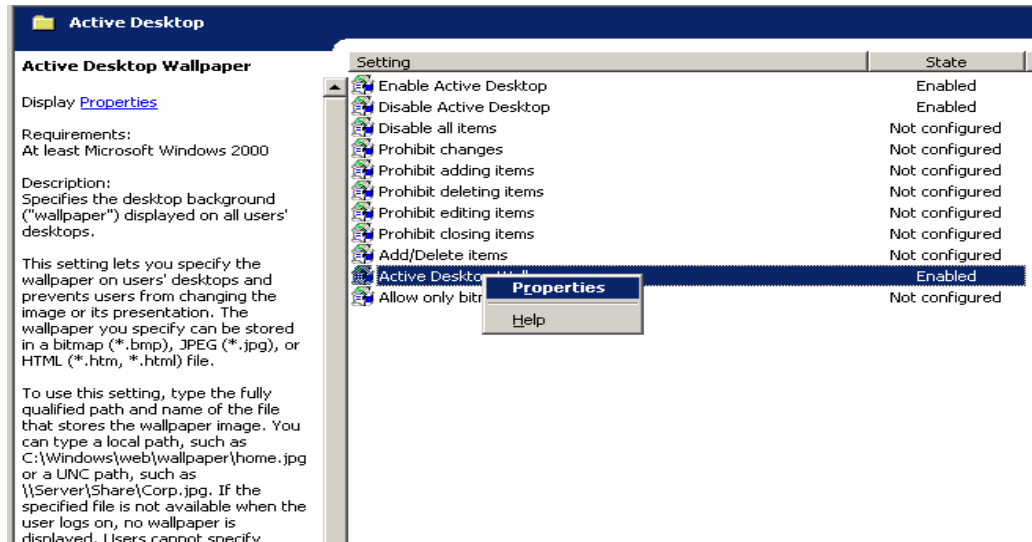 Active Desktop
Active Desktop Wallpaper
Display Properties
Requirements:
At least Microsoft Windows 2000
Description:
Specifies the desktop background
("wallpaper") displayed on all users'
desktops.
This setting lets you specify the
wallpaper on users' desktops and
prevents users from changing the
image or its presentation. The
wallpaper you specify can be stored
in a bitmap (*.bmp), JPEG (*.jpg), or
HTML (*.htm, *.html) file.
To use this setting, type the fully
qualified path and name of the file
that stores the wallpaper image. You
can type a local path, such as
C:\Windows\web\wallpaper\home.jpg
or a UNC path, such as
\\Server\Share\Corp.jpg. If the
specified file is not available when the
user logs on, no wallpaper is
displayed. Users cannot specify
Setting State
Enable Active Desktop Enabled
Disable Active Desktop Enabled
Disable all items Not configured
Prohibit changes Not configured
Prohibit adding items Not configured
Prohibit deleting items Not configured
Prohibit editing items Not configured
Prohibit closing items Not configured
Add/Delete items Not configured
Active Enabled
Allow only Not configured
Properties
Help